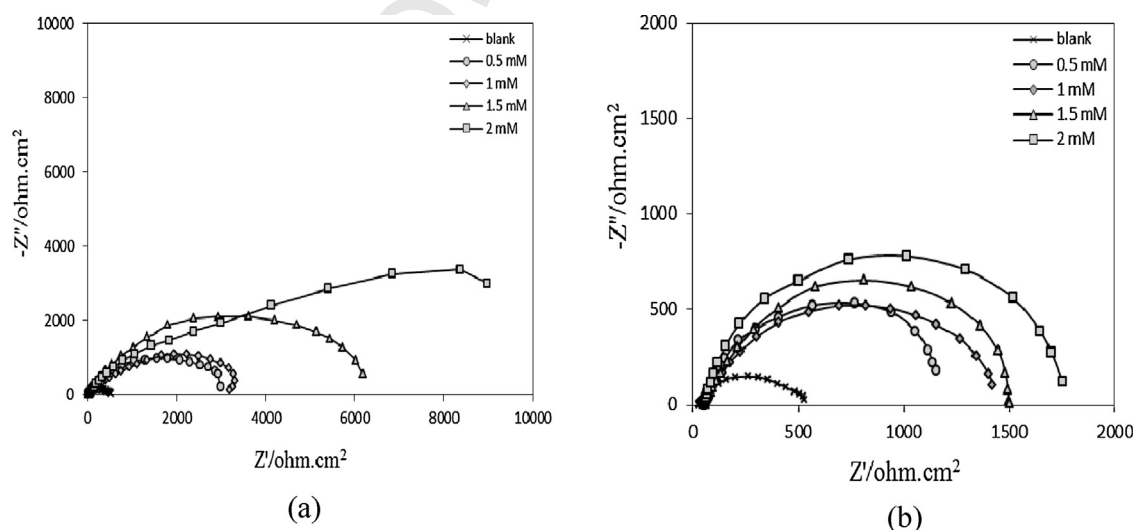 10000
8000
6000
4000
2000
0
-Z''/ohm.cm²
0 2000 4000 6000 8000 10000
Z'/ohm.cm²
blank
0.5 mM
1 mM
1.5 mM
2 mM
(a)
2000
1500
1000
500
0
-Z''/ohm.cm²
0 500 1000 1500 2000
Z'/ohm.cm²
blank
0.5 mM
1 mM
1.5 mM
2 mM
(b)